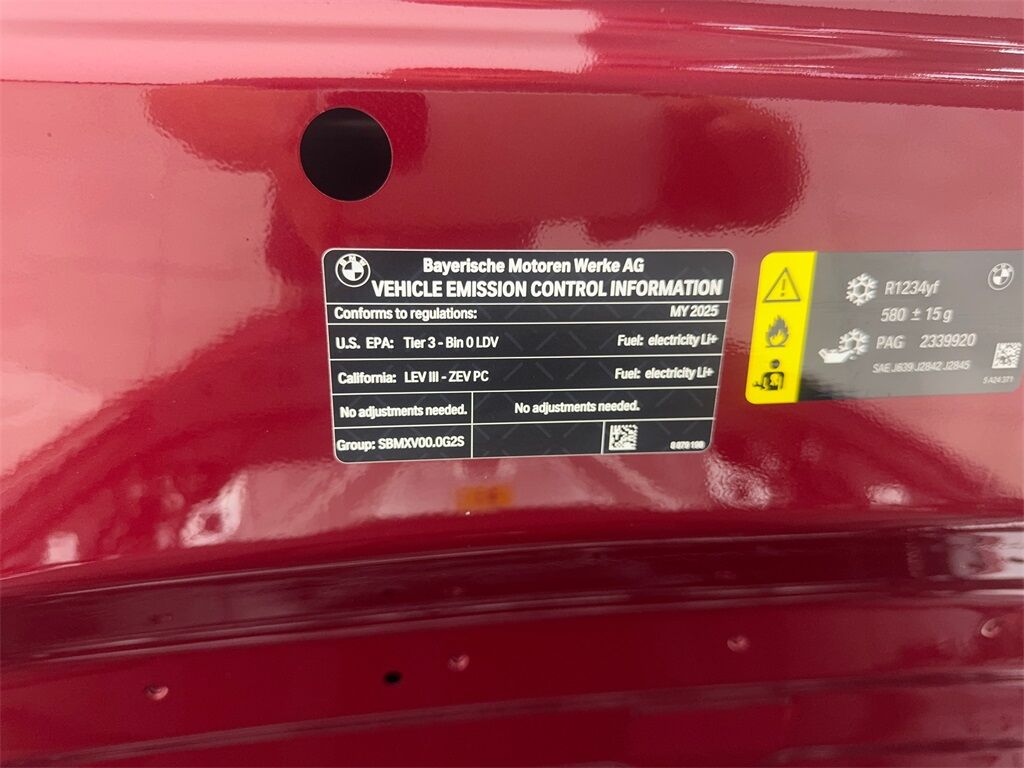 BMW
Bayerische Motoren Werke AG
VEHICLE EMISSION CONTROL INFORMATION
Conforms to regulations: MY 2025
U.S. EPA: Tier 3 - Bin 0 LDV Fuel: electricity Li+
California: LEV III - ZEV PC Fuel: electricity Li+
No adjustments needed. No adjustments needed.
Group: SBMXV00.0G2S
R1234yf
580 ± 15 g
PAG 2339920
SAE J639 J2842 J2845